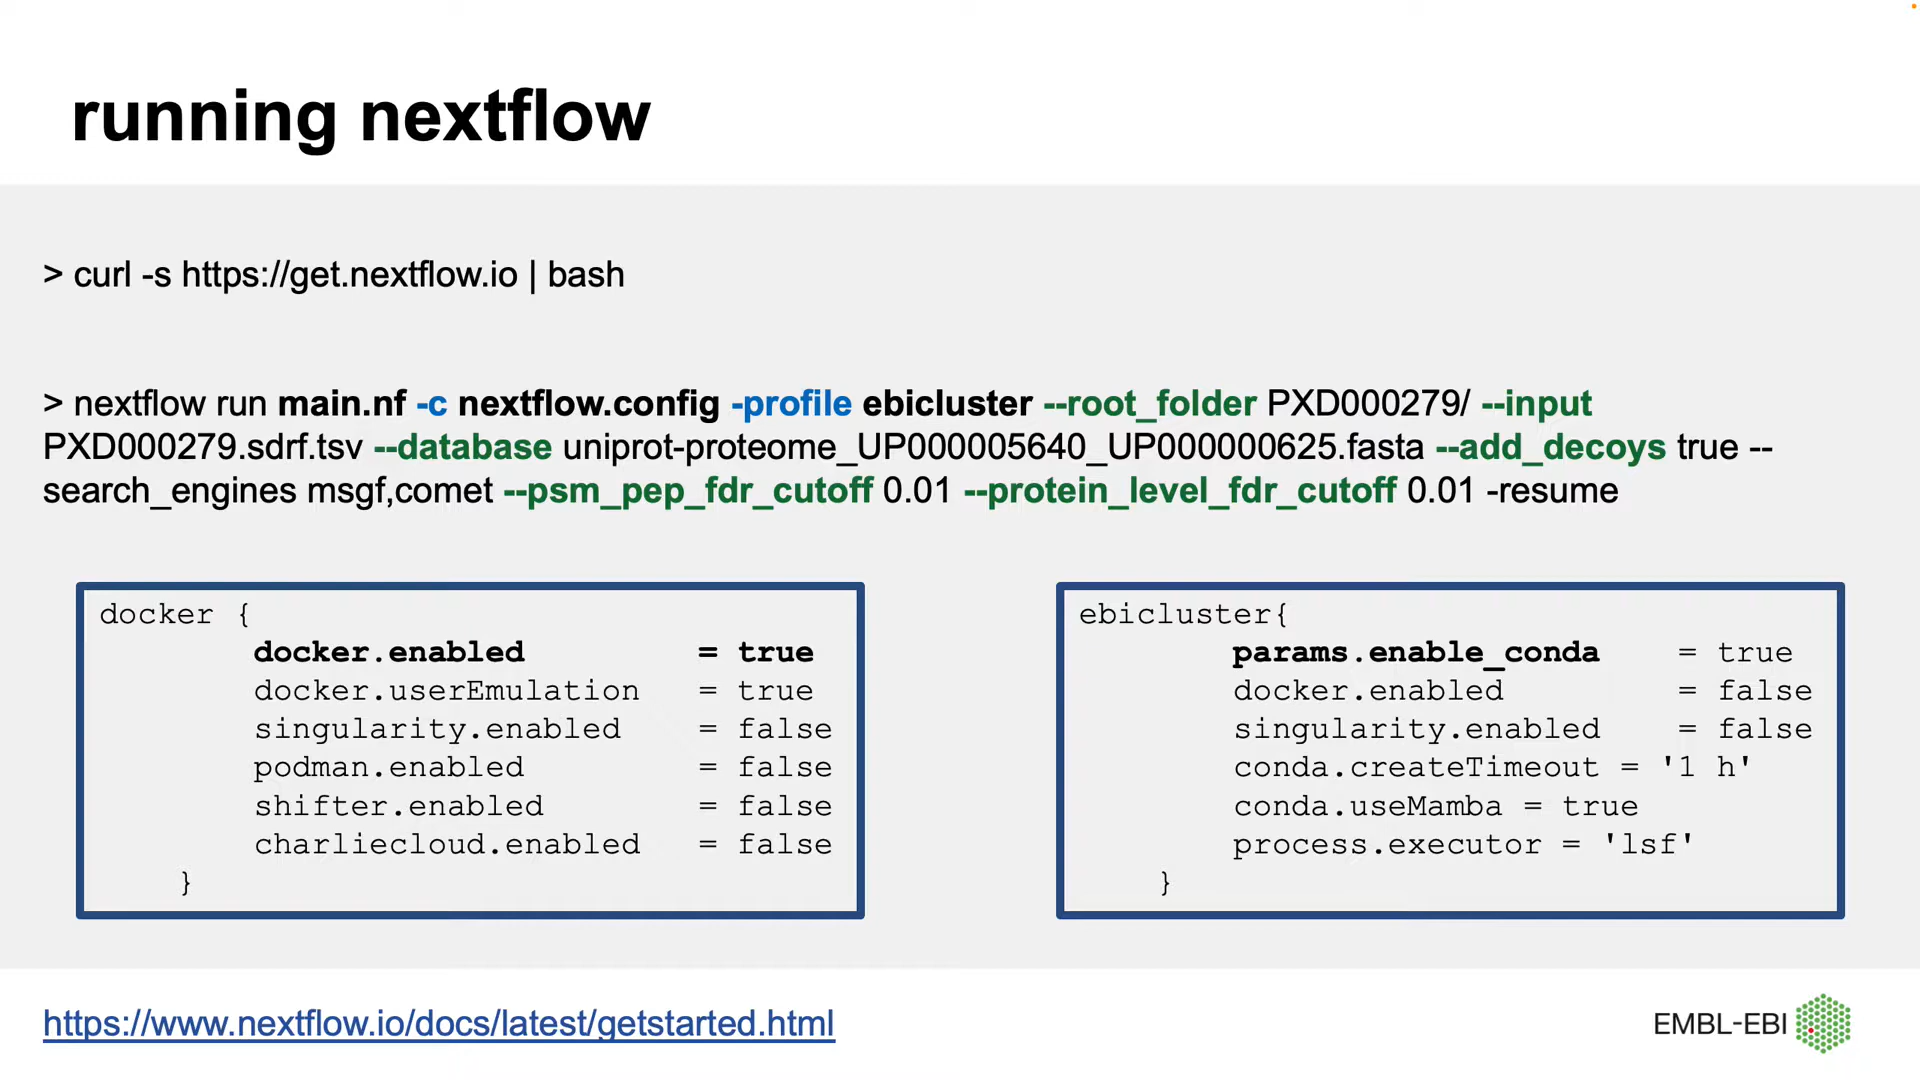 running nextflow
> curl -s https://get.nextflow.io | bash
> nextflow run main.nf -c nextflow.config -profile ebicluster --root_folder PXD000279/ --input
PXD000279.sdrf.tsv --database uniprot-proteome_UP000005640_UP000000625.fasta --add_decoys true --
search_engines msgf,comet --psm_pep_fdr_cutoff 0.01 --protein_level_fdr_cutoff 0.01 -resume
docker {
docker.enabled = true
docker.userEmulation = true
singularity.enabled = false
podman.enabled = false
shifter.enabled = false
charliecloud.enabled = false
}
ebicluster{
params.enable_conda = true
docker.enabled = false
singularity.enabled = false
conda.createTimeout = '1 h'
conda.useMamba = true
process.executor = 'lsf'
}
https://www.nextflow.io/docs/latest/getstarted.html
EMBL-EBI